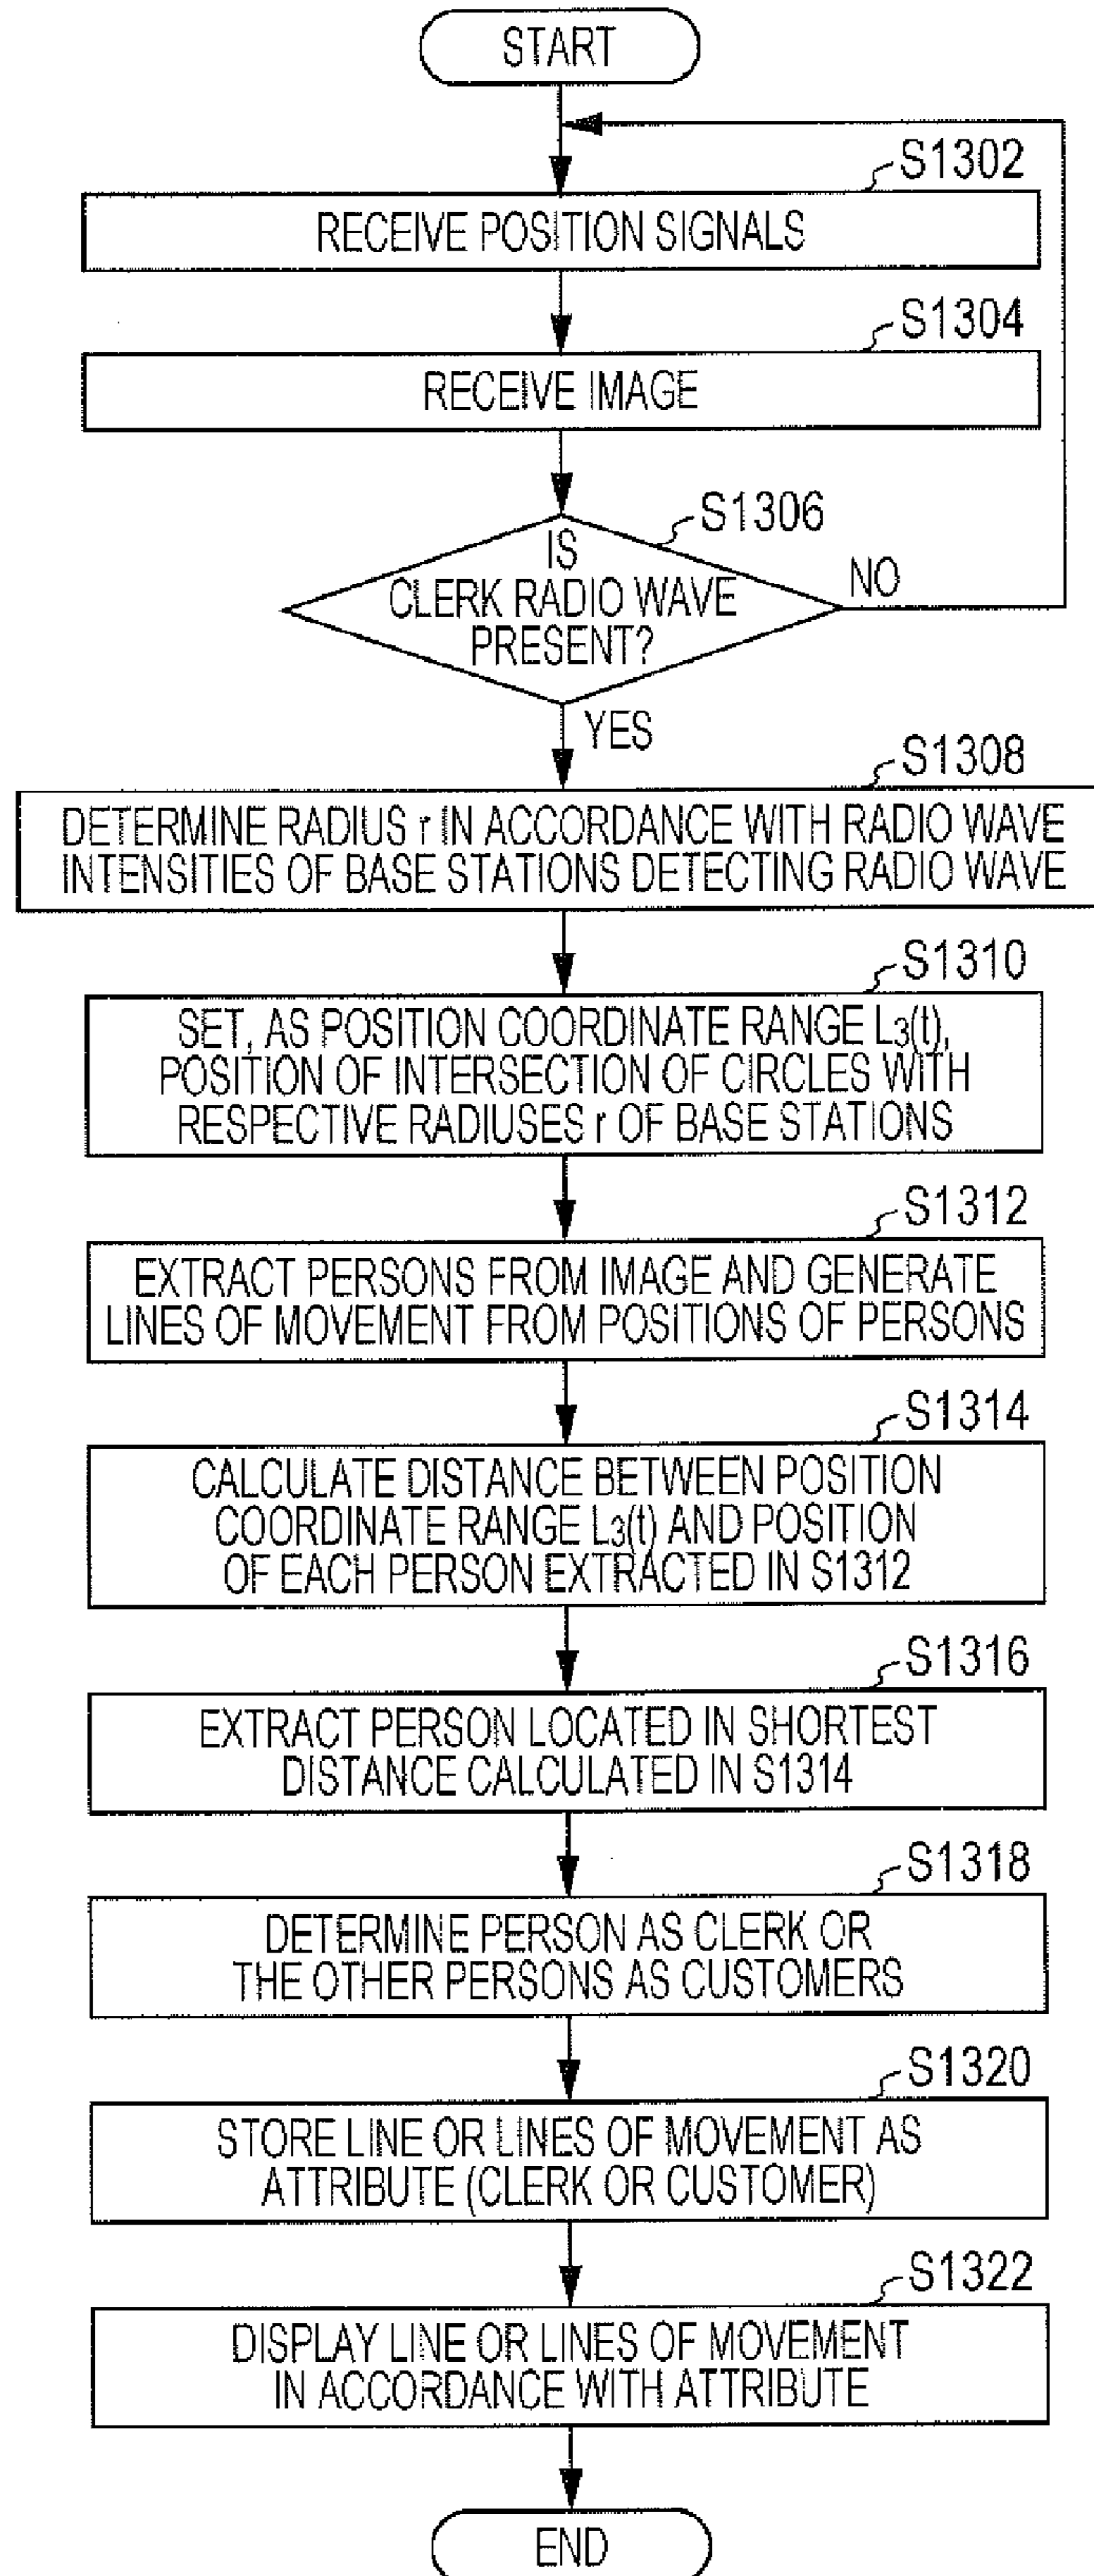 START
S1302
RECEIVE POSITION SIGNALS
S1304
RECEIVE IMAGE
S1306
IS
CLERK RADIO WAVE
PRESENT?
NO
YES
S1308
DETERMINE RADIUS r IN ACCORDANCE WITH RADIO WAVE
INTENSITIES OF BASE STATIONS DETECTING RADIO WAVE
S1310
SET, AS POSITION COORDINATE RANGE L3(t),
POSITION OF INTERSECTION OF CIRCLES WITH
RESPECTIVE RADIUSES r OF BASE STATIONS
S1312
EXTRACT PERSONS FROM IMAGE AND GENERATE
LINES OF MOVEMENT FROM POSITIONS OF PERSONS
S1314
CALCULATE DISTANCE BETWEEN POSITION
COORDINATE RANGE L3(t) AND POSITION
OF EACH PERSON EXTRACTED IN S1312
S1316
EXTRACT PERSON LOCATED IN SHORTEST
DISTANCE CALCULATED IN S1314
S1318
DETERMINE PERSON AS CLERK OR
THE OTHER PERSONS AS CUSTOMERS
S1320
STORE LINE OR LINES OF MOVEMENT AS
ATTRIBUTE (CLERK OR CUSTOMER)
S1322
DISPLAY LINE OR LINES OF MOVEMENT
IN ACCORDANCE WITH ATTRIBUTE
END